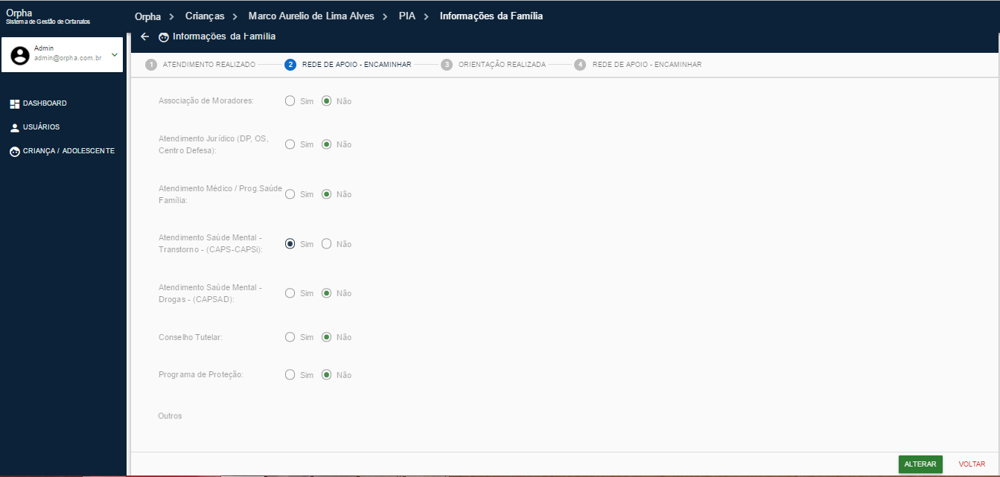 Orpha
Sistema de Gestão de Orfanatos
Orpha > Crianças > Marco Aurelio de Lima Alves > PIA > Informações da Família
Informações da Família
Admin
admin@orpha.com.br
DASHBOARD
USUÁRIOS
CRIANÇA / ADOLESCENTE
1 ATENDIMENTO REALIZADO 2 REDE DE APOIO - ENCAMINHAR 3 ORIENTAÇÃO REALIZADA 4 REDE DE APOIO - ENCAMINHAR
Associação de Moradores: Sim Não
Atendimento Jurídico (DP, OS,
Centro Defesa): Sim Não
Atendimento Médico / Prog.Saúde
Família: Sim Não
Atendimento Saúde Mental -
Transtorno - (CAPS-CAPSi): Sim Não
Atendimento Saúde Mental -
Drogas - (CAPSAD): Sim Não
Conselho Tutelar: Sim Não
Programa de Proteção: Sim Não
Outros
ALTERAR VOLTAR